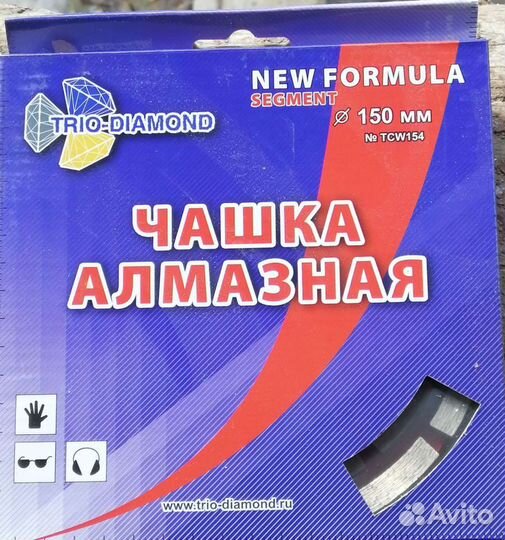 TRIO-DIAMOND
NEW FORMULA
SEGMENT
Ø 150 мм
№ TCW154
ЧАШКА
АЛМАЗНАЯ
www.trio-diamond.ru
Avito